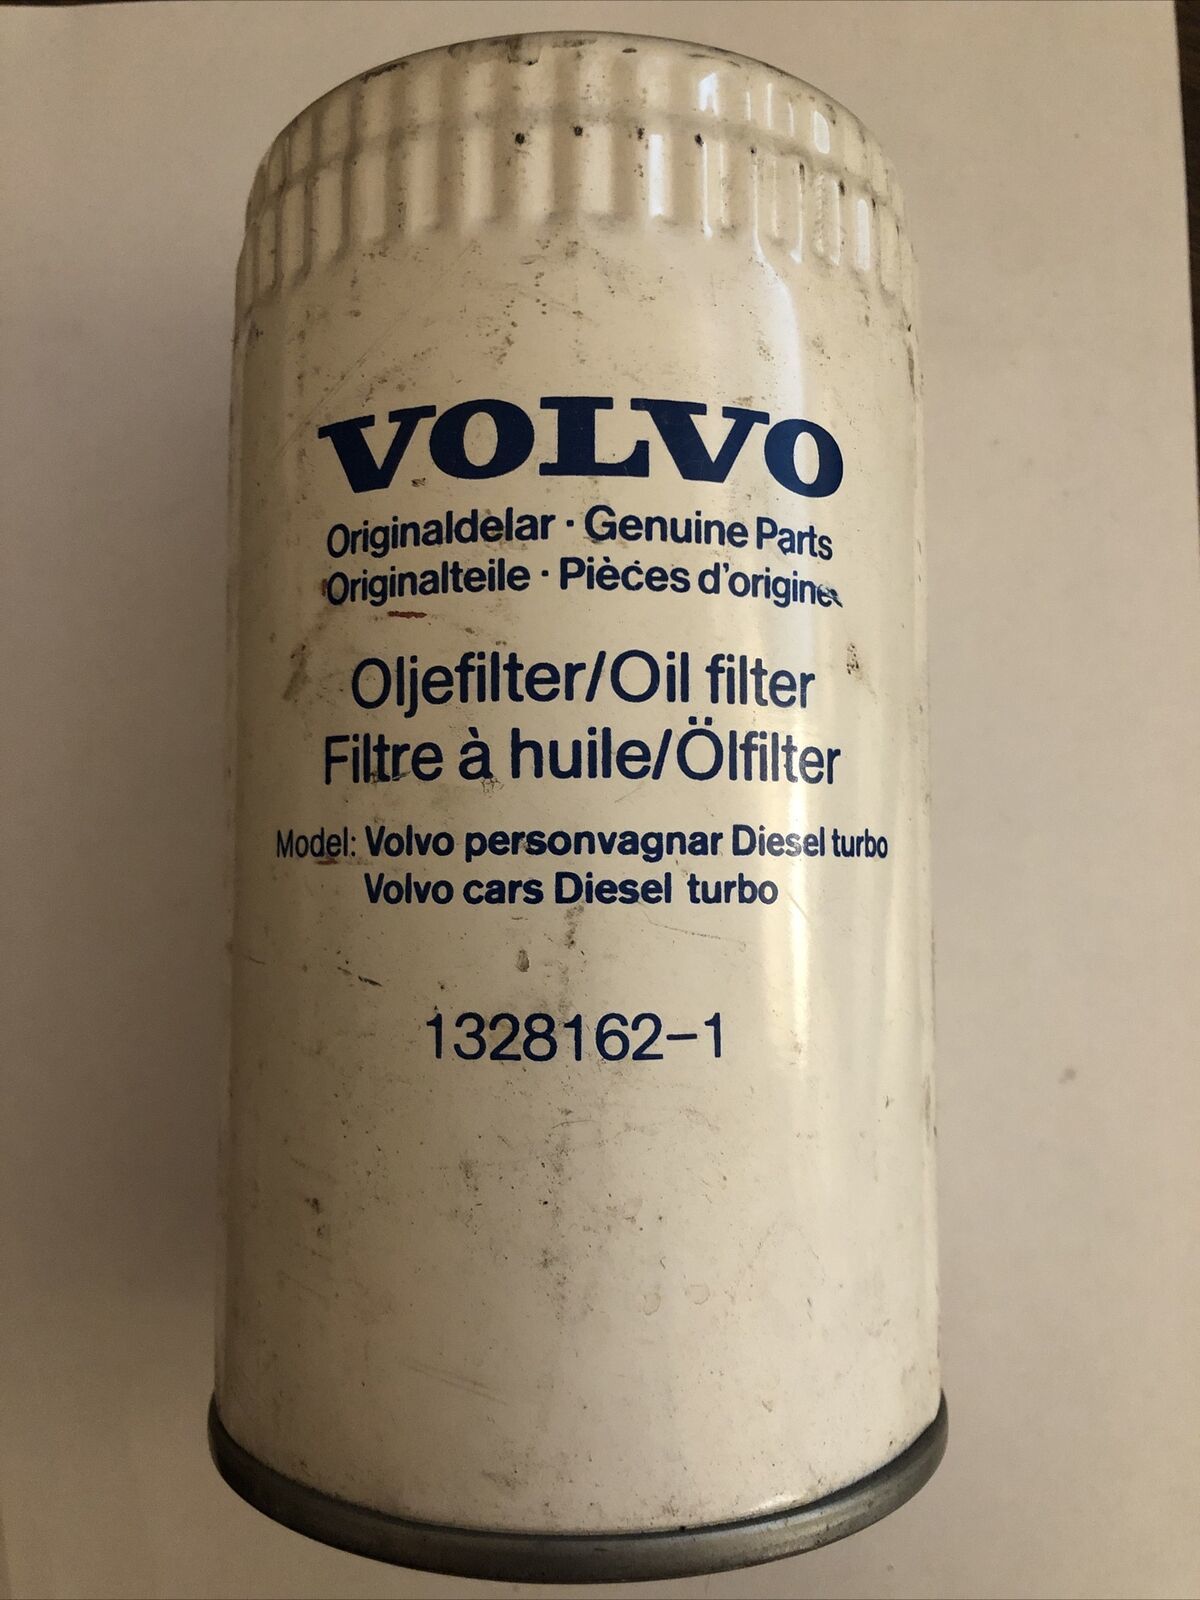 VOLVO
Originaldelar · Genuine Parts
Originalteile · Pièces d'origine
Oljefilter/Oil filter
Filtre à huile/Ölfilter
Model: Volvo personvagnar Diesel turbo
Volvo cars Diesel turbo
1328162-1